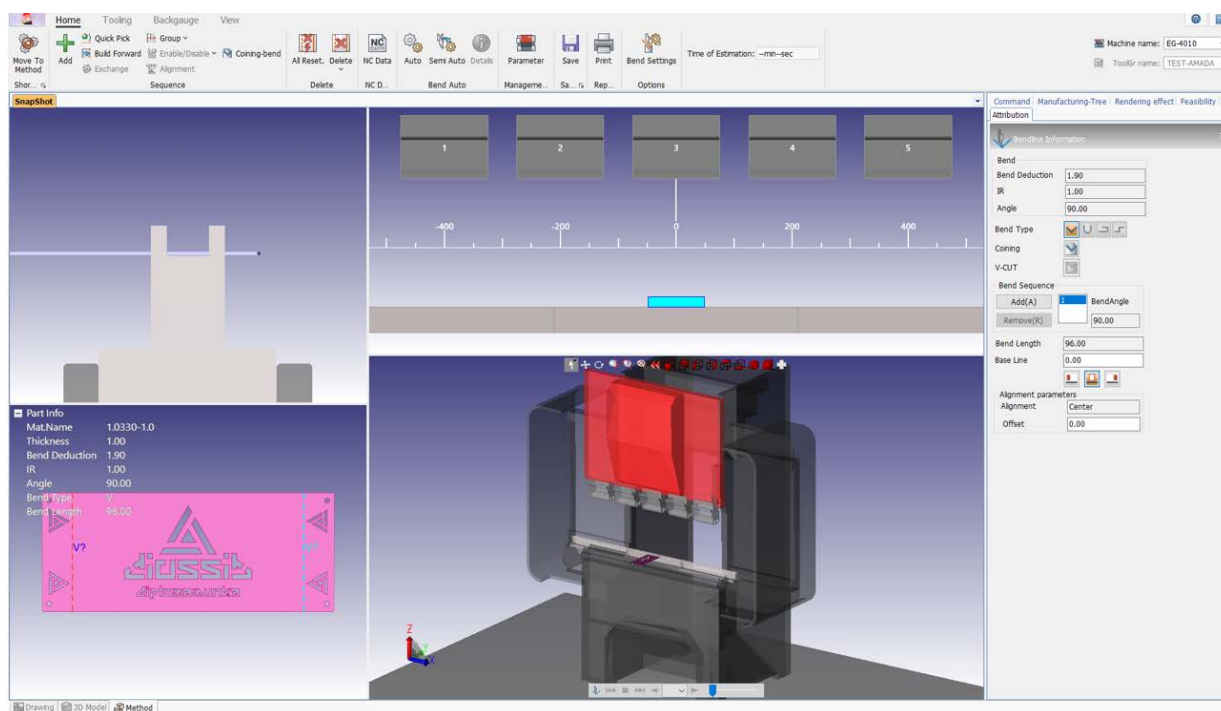 Home Tooling Backgauge View
Move To Method
Add
Quick Pick
Build Forward
Exchange
Group
Enable/Disable
Alignment
Coining-bend
All Reset.
Delete
NC
NC Data
Auto
Semi Auto
Details
Parameter
Save
Print
Bend Settings
Time of Estimation: --min--sec
Machine name: EG-4010
ToolGr name: TEST-AMADA
Shor...
Sequence
Delete
NC D...
Bend Auto
Manageme...
Sa...
Rep...
Options
SnapShot
1 2 3 4 5
-400 -200 0 200 400
Part Info
Mat.Name 1.0330-1.0
Thickness 1.00
Bend Deduction 1.90
IR 1.00
Angle 90.00
Bend Type V
Bend Length 96.00
V?
diplomamunka
Z
Y
X
Command Manufacturing-Tree Rendering effect Feasibility
Attribution
Bendline Information
Bend
Bend Deduction 1.90
IR 1.00
Angle 90.00
Bend Type
Coining
V-CUT
Bend Sequence
Add(A)
1
BendAngle
Remove(R)
90.00
Bend Length 96.00
Base Line 0.00
Alignment parameters
Alignment Center
Offset 0.00
Drawing 3D Model Method